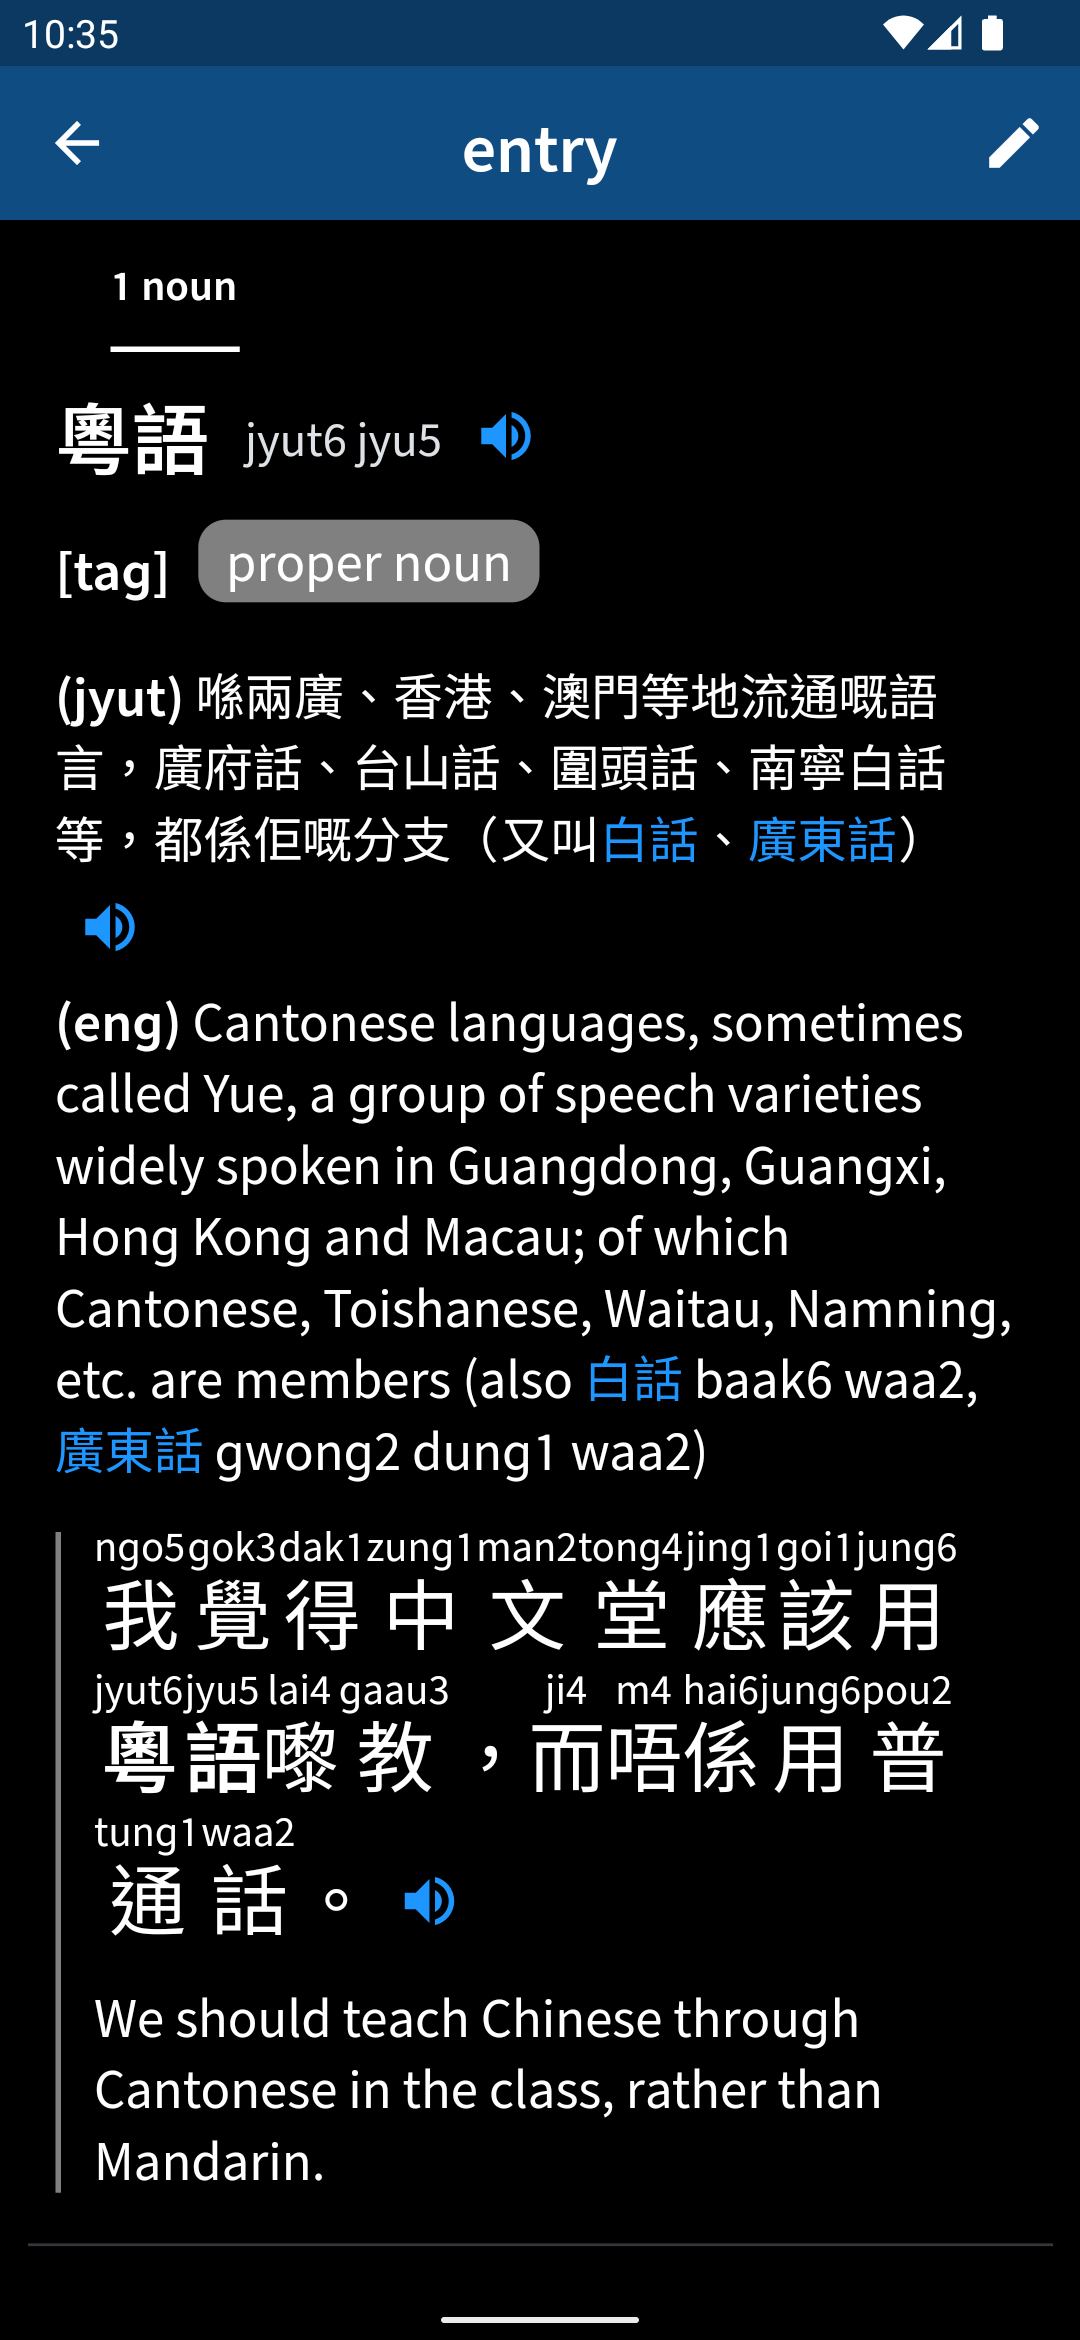 10:35
entry
1 noun
粵語 jyut6 jyu5
[tag] proper noun
(jyut) 喺兩廣、香港、澳門等地流通嘅語
言，廣府話、台山話、圍頭話、南寧白話
等，都係佢嘅分支（又叫白話、廣東話）
(eng) Cantonese languages, sometimes
called Yue, a group of speech varieties
widely spoken in Guangdong, Guangxi,
Hong Kong and Macau; of which
Cantonese, Toishanese, Waitau, Namning,
etc. are members (also 白話 baak6 waa2,
廣東話 gwong2 dung1 waa2)
ngo5 gok3 dak1 zung1 man2 tong4 jing1 goi1 jung6
我覺得中文堂應該用
jyut6 jyu5 lai4 gaau3 ji4 m4 hai6 jung6 pou2
粵語嚟教，而唔係用普
tung1 waa2
通話。
We should teach Chinese through
Cantonese in the class, rather than
Mandarin.